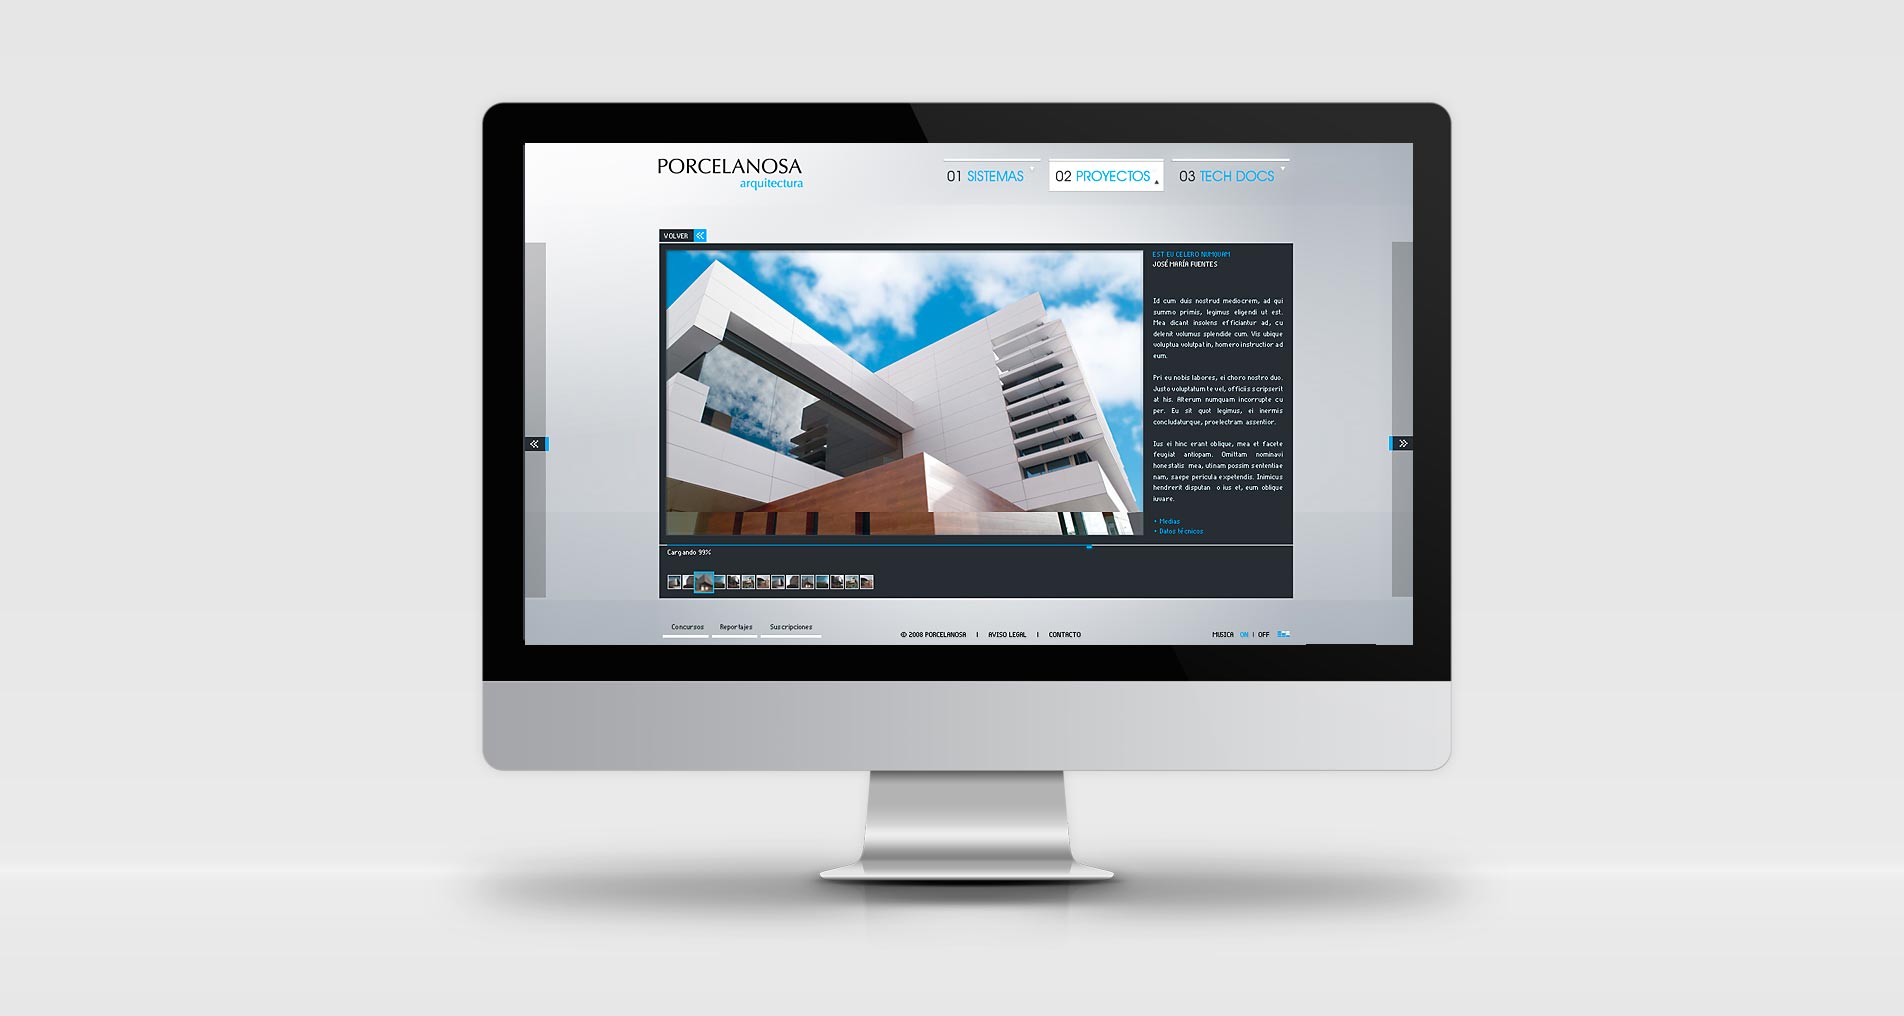 PORCELANOSA
arquitectura
01 SISTEMAS
02 PROYECTOS
03 TECH DOCS
VOLVER
EST EU CELERO NUMQUAM
JOSÉ MARÍA FUENTES
Id cum duis nostrud mediocrem, ad qui
summo primis, legimus eligendi ut est.
Mea dicant insolens efficiantur ad, cu
delenit volumus splendide cum. Vis ubique
voluptua volutpat in, homero instructior ad
eum.
Pri eu nobis labores, ei choro nostro duo.
Justo voluptatum te vel, officiis scripserit
at his. Alterum numquam incorrupte cu
per. Eu sit quot legimus, ei inermis
concludaturque, proelectram assentior.
Ius ei hinc erant oblique, mea et facete
feugiat antiopam. Omittam nominavi
honestatis mea, utinam possim sententiae
nam, saepe pericula expetendis. Inimicus
hendrerit disputan o ius et, eum oblique
iuvare.
• Medias
• Datos técnicos
Cargando 99%
Concursos Reportajes Suscripciones
© 2008 PORCELANOSA | AVISO LEGAL | CONTACTO
MUSICA ON | OFF